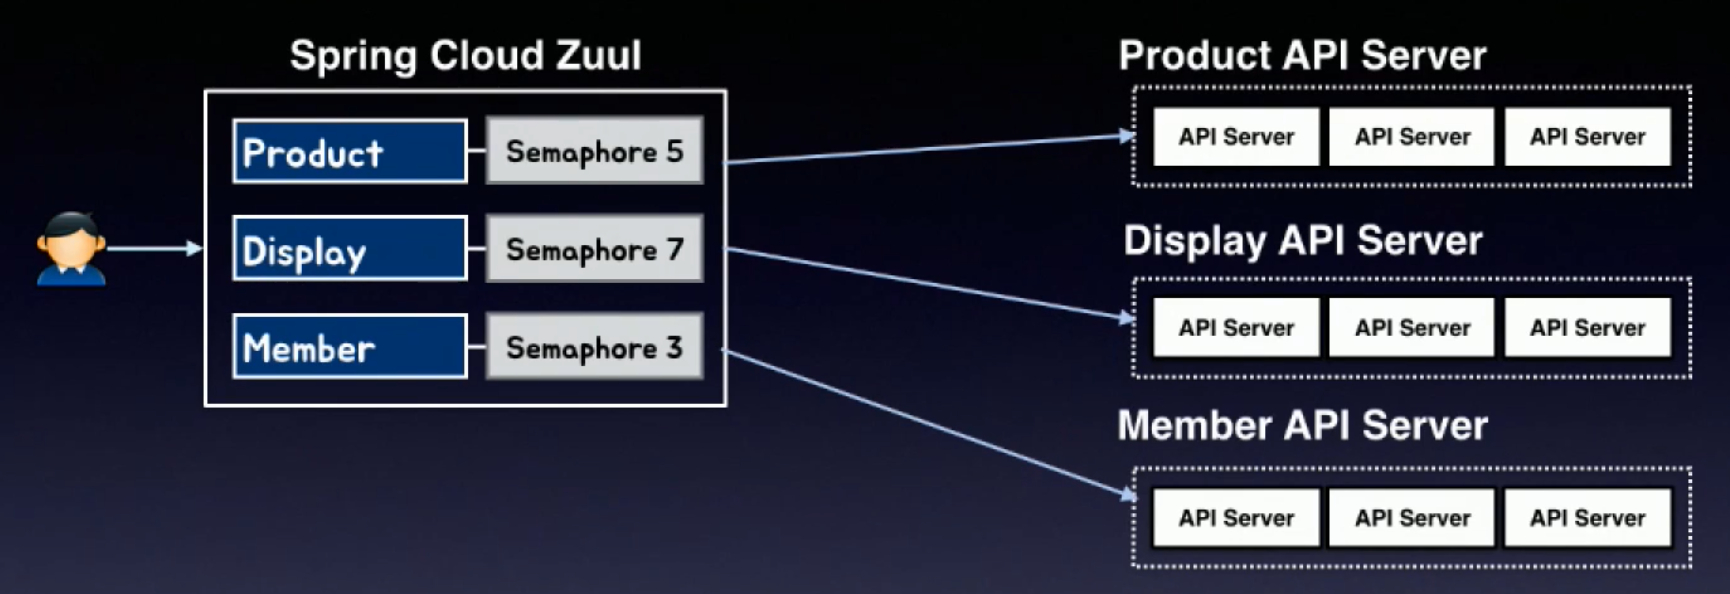 Spring Cloud Zuul
Product
Semaphore 5
Display
Semaphore 7
Member
Semaphore 3
Product API Server
API Server
API Server
API Server
Display API Server
API Server
API Server
API Server
Member API Server
API Server
API Server
API Server